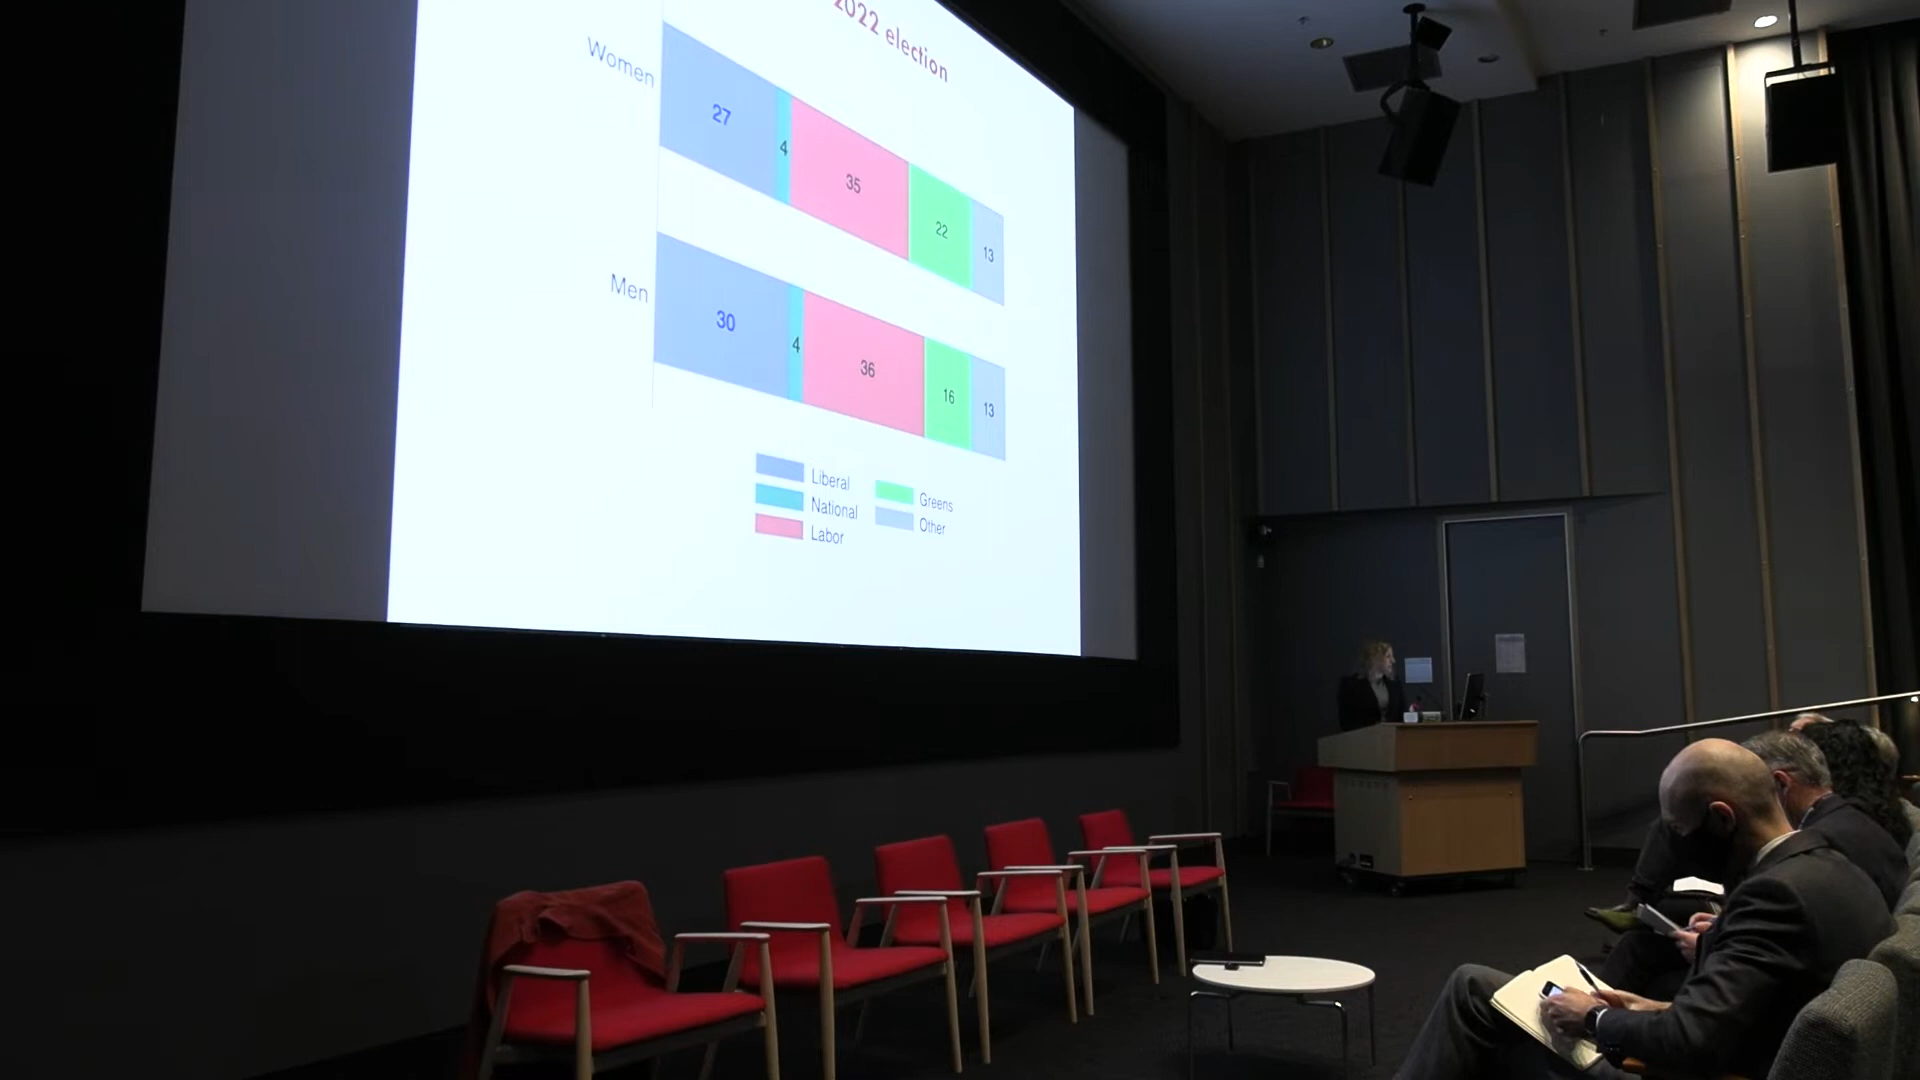 2022 election
Women
27
4
35
22
13
Men
30
4
36
16
13
Liberal
National
Labor
Greens
Other